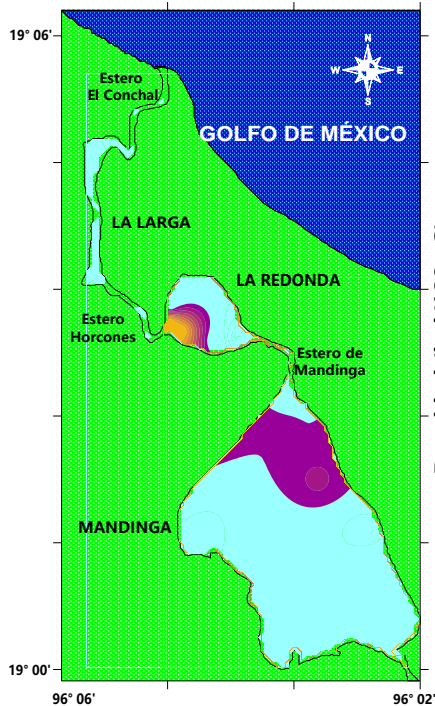 19° 06'
N
W
E
S
Estero
El Conchal
GOLFO DE MÉXICO
LA LARGA
LA REDONDA
Estero
Horcones
Estero de
Mandinga
MANDINGA
19° 00'
96° 06'
96° 02'